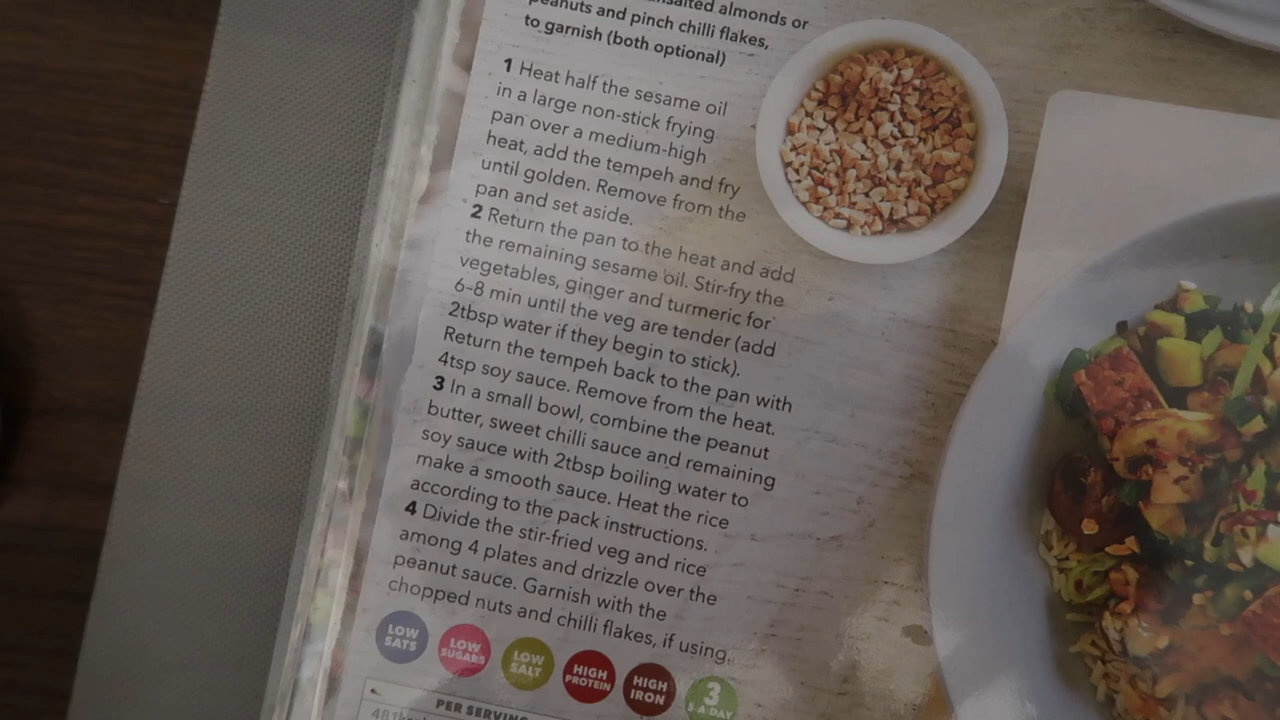 unsalted almonds or
peanuts and pinch chilli flakes,
to garnish (both optional)
1 Heat half the sesame oil
in a large non-stick frying
pan over a medium-high
heat, add the tempeh and fry
until golden. Remove from the
pan and set aside.
2 Return the pan to the heat and add
the remaining sesame oil. Stir-fry the
vegetables, ginger and turmeric for
6-8 min until the veg are tender (add
2tbsp water if they begin to stick).
Return the tempeh back to the pan with
4tsp soy sauce. Remove from the heat.
3 In a small bowl, combine the peanut
butter, sweet chilli sauce and remaining
soy sauce with 2tbsp boiling water to
make a smooth sauce. Heat the rice
according to the pack instructions.
4 Divide the stir-fried veg and rice
among 4 plates and drizzle over the
peanut sauce. Garnish with the
chopped nuts and chilli flakes, if using.
LOW SATS
LOW SUGARS
LOW SALT
HIGH PROTEIN
HIGH IRON
3 5-A-DAY
PER SERVING